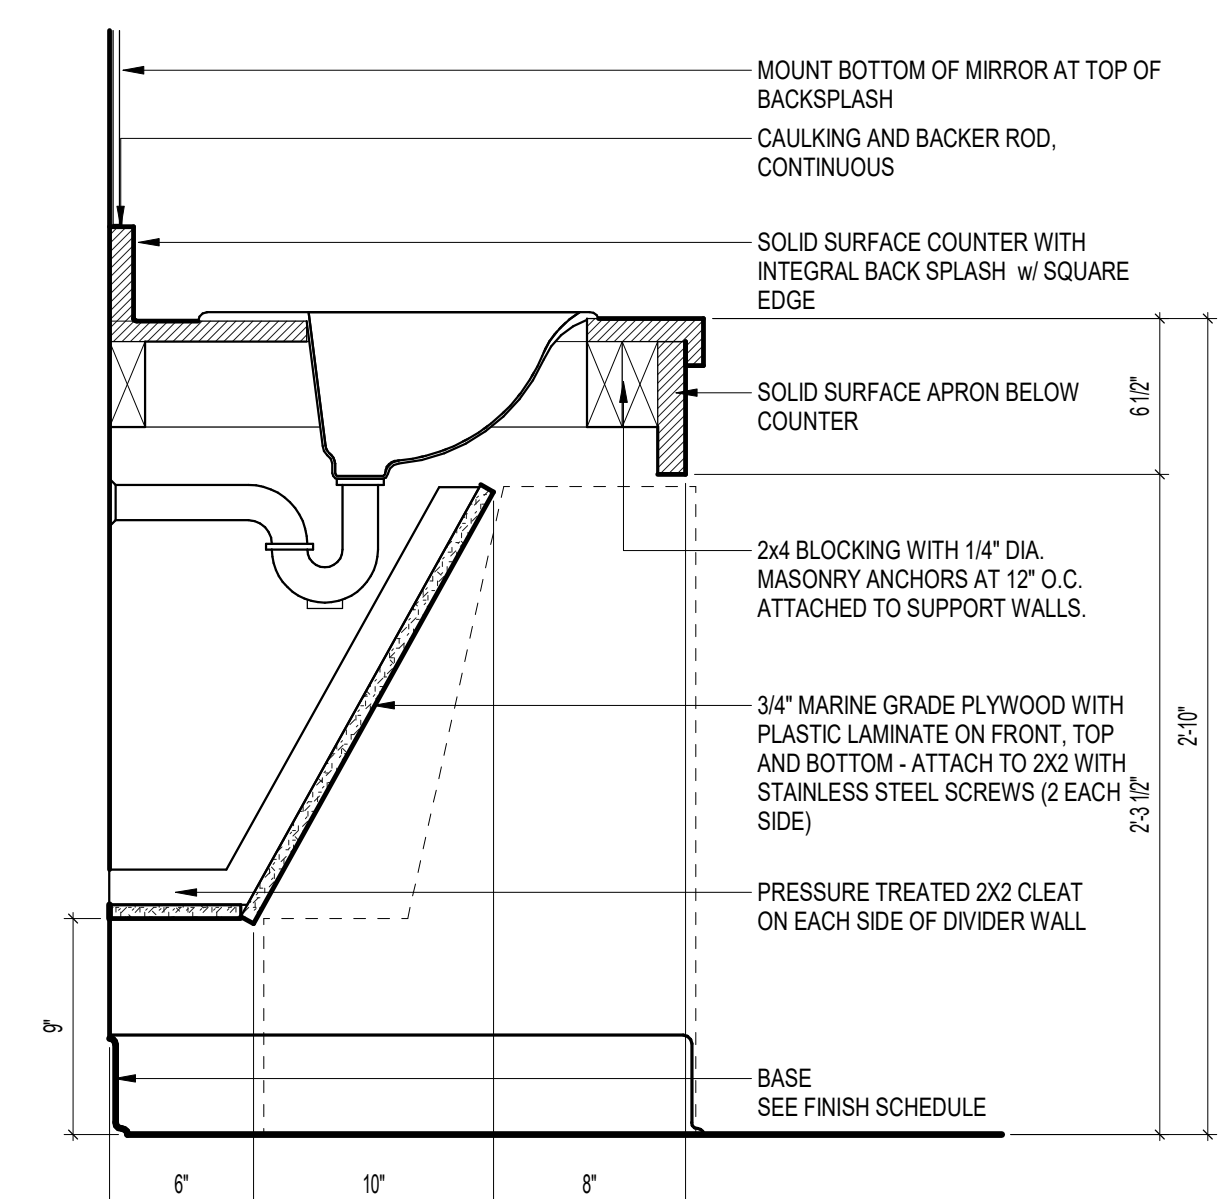 MOUNT BOTTOM OF MIRROR AT TOP OF
BACKSPLASH
CAULKING AND BACKER ROD,
CONTINUOUS
SOLID SURFACE COUNTER WITH
INTEGRAL BACK SPLASH w/ SQUARE
EDGE
SOLID SURFACE APRON BELOW
COUNTER
6 1/2"
2x4 BLOCKING WITH 1/4" DIA.
MASONRY ANCHORS AT 12" O.C.
ATTACHED TO SUPPORT WALLS.
3/4" MARINE GRADE PLYWOOD WITH
PLASTIC LAMINATE ON FRONT, TOP
AND BOTTOM - ATTACH TO 2X2 WITH
STAINLESS STEEL SCREWS (2 EACH
SIDE)
2'-10"
2'-3 1/2"
PRESSURE TREATED 2X2 CLEAT
ON EACH SIDE OF DIVIDER WALL
9"
BASE
SEE FINISH SCHEDULE
6"
10"
8"